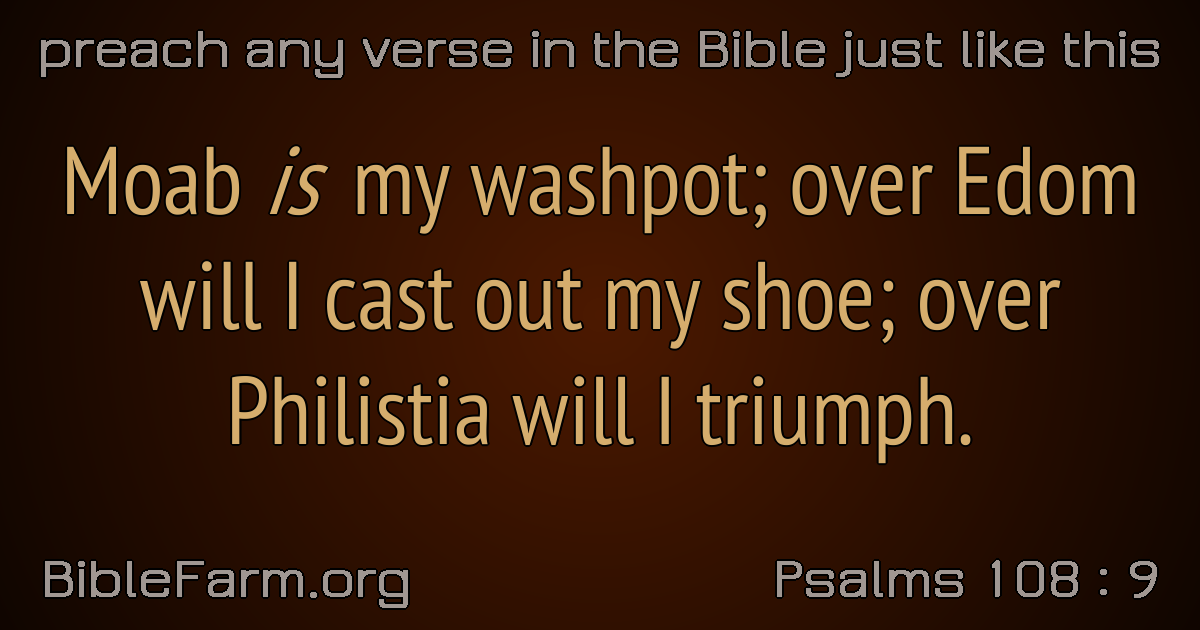 preach any verse in the Bible just like this
Moab is my washpot; over Edom
will I cast out my shoe; over
Philistia will I triumph.
BibleFarm.org
Psalms 108 : 9